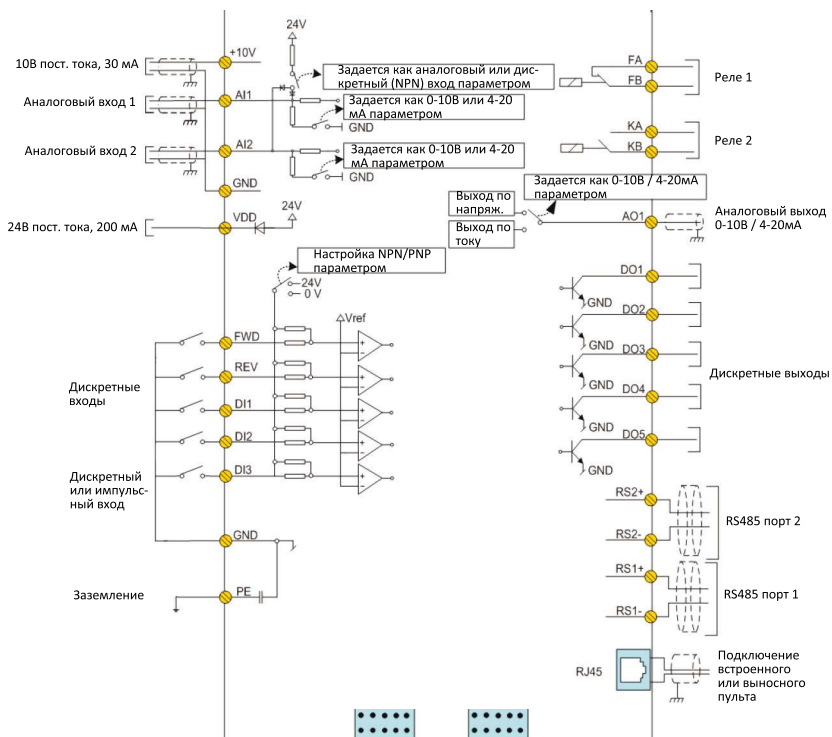 24V
10В пост. тока, 30 мА
+10V
Задается как аналоговый или дис-
кретный (NPN) вход параметром
Аналоговый вход 1
AI1
Задается как 0-10В или 4-20
мА параметром
GND
Аналоговый вход 2
AI2
Задается как 0-10В или 4-20
мА параметром
GND
GND
24В пост. тока, 200 мА
VDD
24V
Настройка NPN/PNP
параметром
24V
0 V
Vref
FWD
REV
Дискретные
входы
DI1
DI2
Дискретный
или импульс-
ный вход
DI3
GND
Заземление
PE
FA
FB
Реле 1
KA
KB
Реле 2
Задается как 0-10В / 4-20мА
параметром
Выход по
напряж.
Выход по
току
AO1
Аналоговый выход
0-10В / 4-20мА
DO1
GND
DO2
GND
DO3
GND
DO4
GND
DO5
GND
Дискретные выходы
RS2+
RS2-
RS485 порт 2
RS1+
RS1-
RS485 порт 1
RJ45
Подключение
встроенного
или выносного
пульта